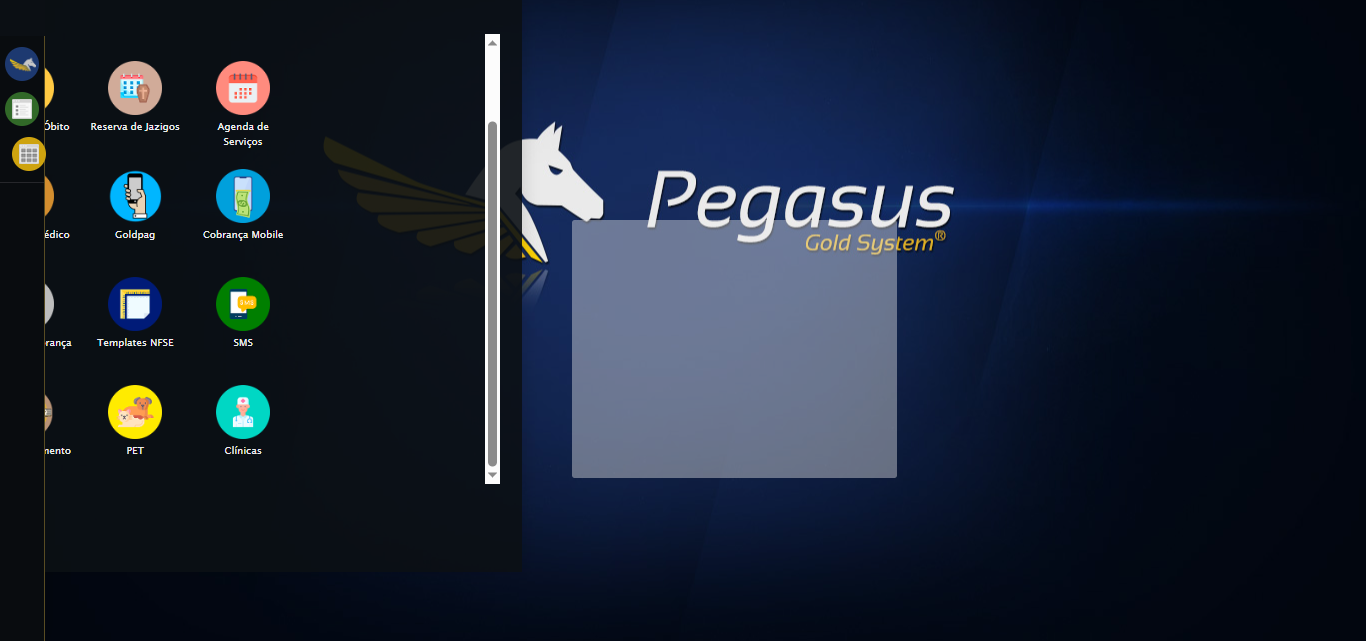 Óbito
Reserva de Jazigos
Agenda de
Serviços
édico
Goldpag
Cobrança Mobile
rança
Templates NFSE
SMS
SMS
mento
PET
Clínicas
Pegasus
Gold System®